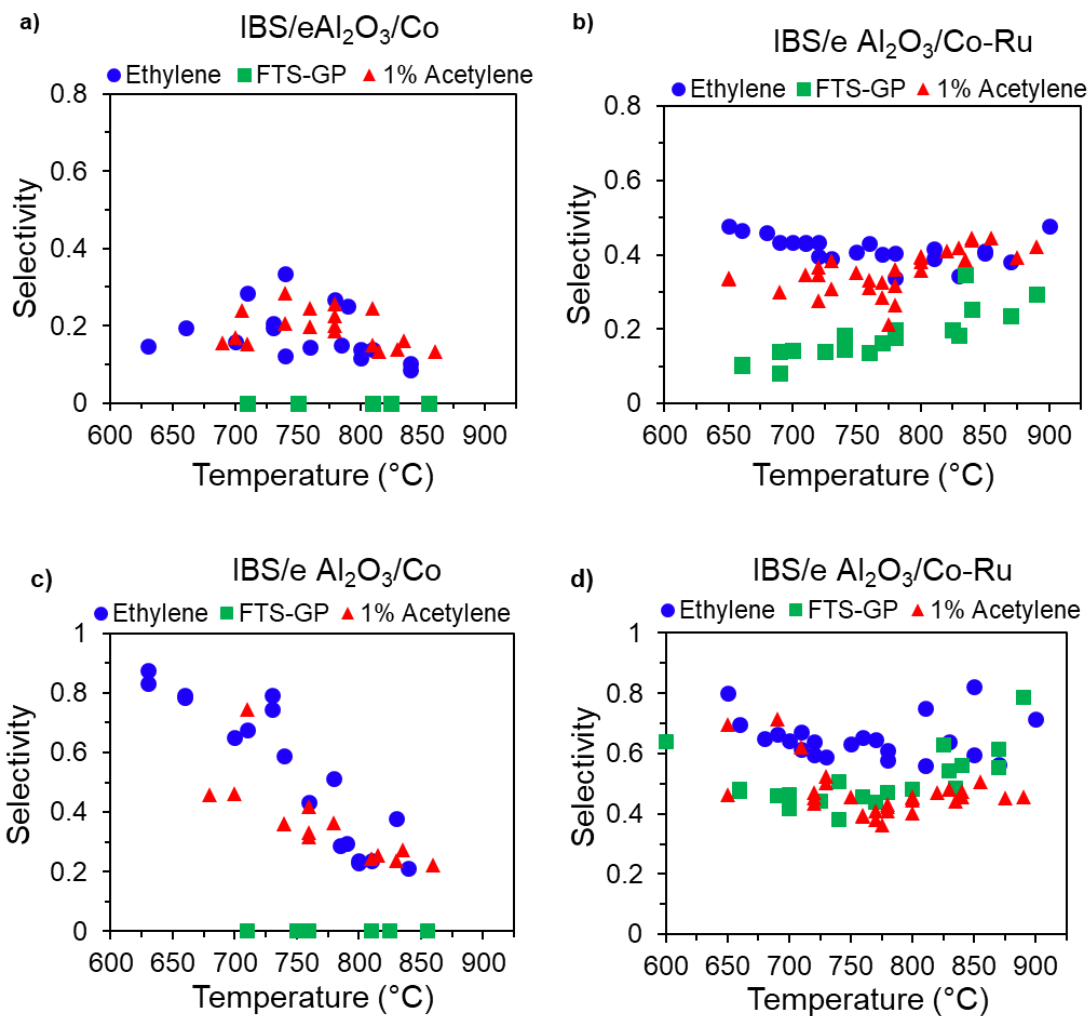 a)
IBS/eAl₂O₃/Co
Ethylene FTS-GP 1% Acetylene
Selectivity
0.8
0.6
0.4
0.2
0
600 650 700 750 800 850 900
Temperature (°C)
b)
IBS/e Al₂O₃/Co-Ru
Ethylene FTS-GP 1% Acetylene
Selectivity
0.8
0.6
0.4
0.2
0
600 650 700 750 800 850 900
Temperature (°C)
c)
IBS/e Al₂O₃/Co
Ethylene FTS-GP 1% Acetylene
Selectivity
1
0.8
0.6
0.4
0.2
0
600 650 700 750 800 850 900
Temperature (°C)
d)
IBS/e Al₂O₃/Co-Ru
Ethylene FTS-GP 1% Acetylene
Selectivity
1
0.8
0.6
0.4
0.2
0
600 650 700 750 800 850 900
Temperature (°C)